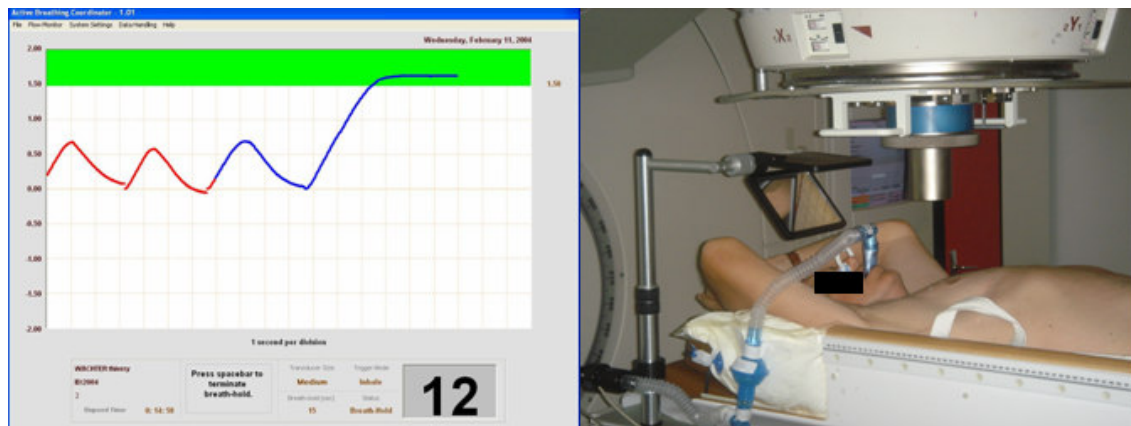 Active Breathing Coordinator - 1.01
File Flow Monitor System Settings Data Handling Help
Wednesday, February 11, 2004
2.00
1.50
1.50
1.00
0.50
0.00
-0.50
-1.00
-1.50
-2.00
1 second per division
Press spacebar to
terminate
breath-hold.
Transducer Size
Medium
Trigger Mode
Inhale
Breath-hold (sec)
15
Status
Breath-Hold
12
2
Elapsed Time